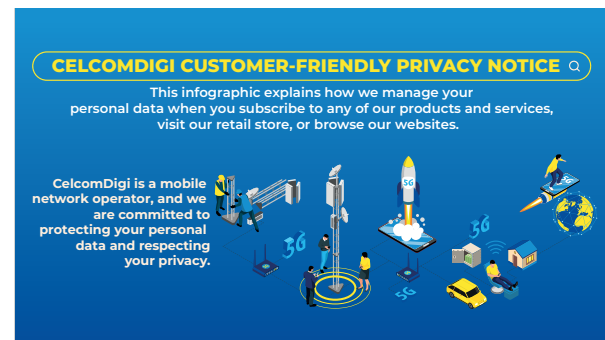 CELCOMDIGI CUSTOMER-FRIENDLY PRIVACY NOTICE
This infographic explains how we manage your
personal data when you subscribe to any of our products and services,
visit our retail store, or browse our websites.
CelcomDigi is a mobile
network operator, and we
are committed to
protecting your personal
data and respecting
your privacy.
5G
5G
5G
5G
5G